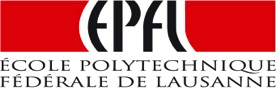 EPFL
ÉCOLE POLYTECHNIQUE
FÉDÉRALE DE LAUSANNE